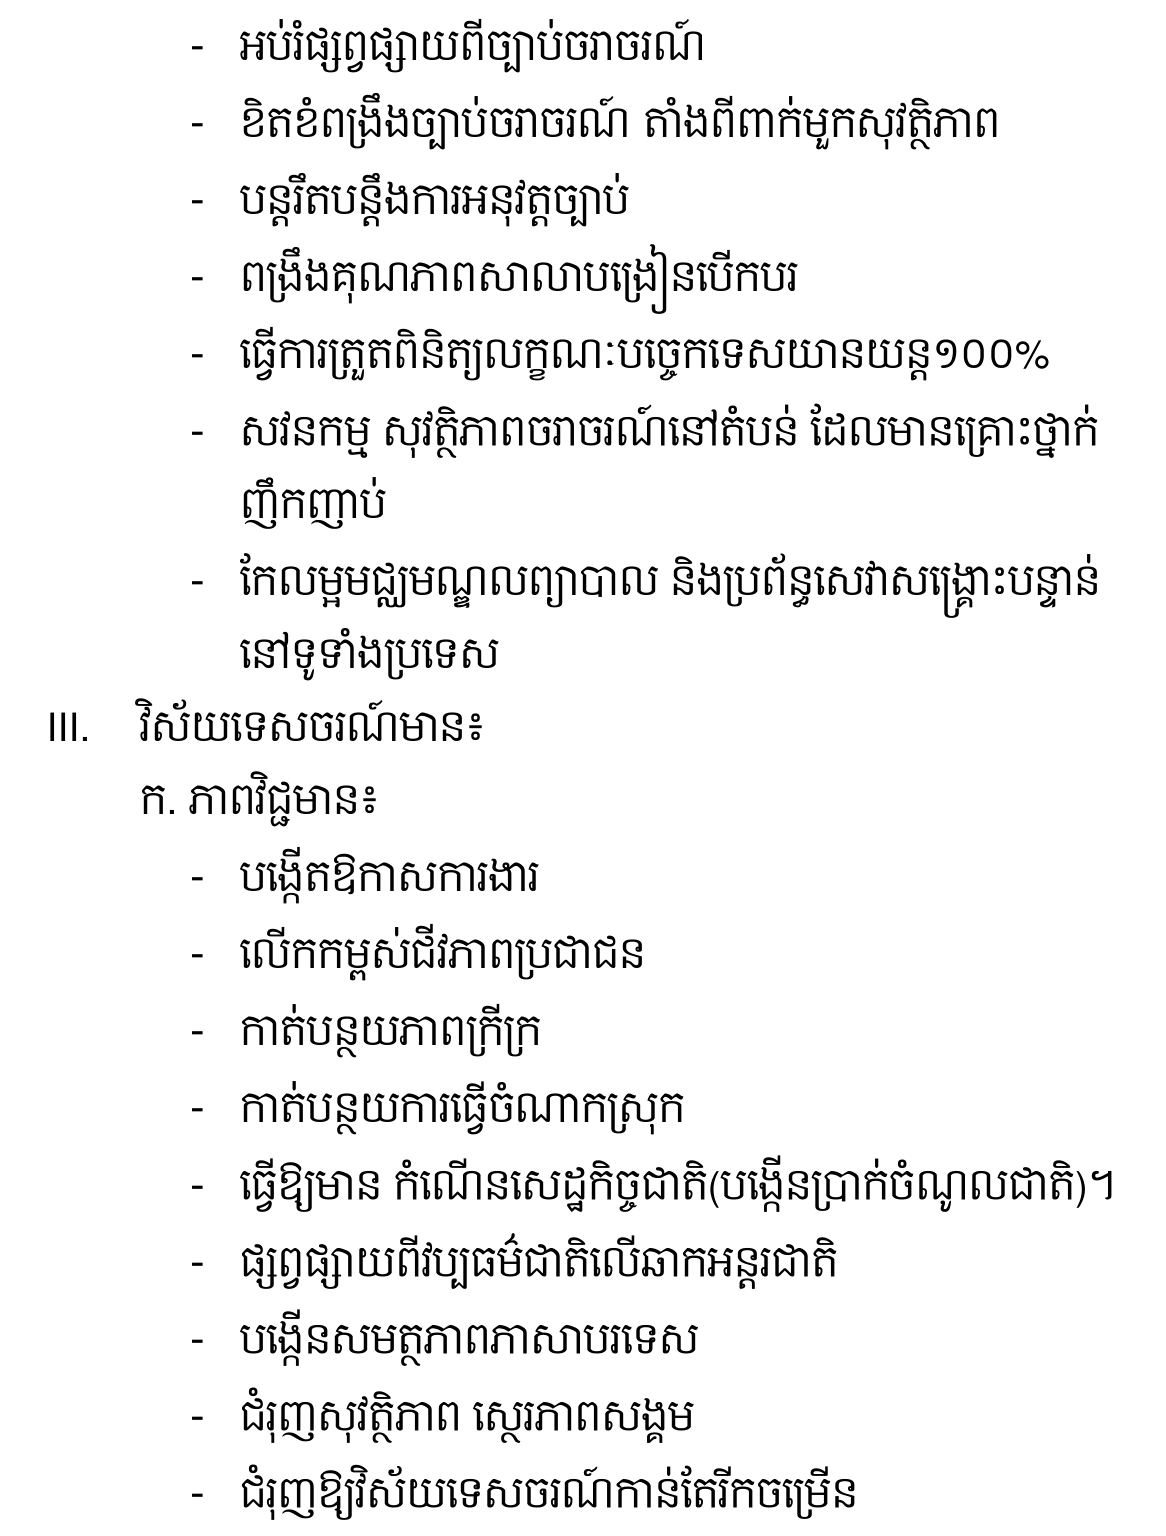 - អប់រំផ្សព្វផ្សាយពីច្បាប់ចរាចរណ៍
- ខិតខំពង្រឹងច្បាប់ចរាចរណ៍ តាំងពីពាក់មួកសុវត្ថិភាព
- បន្តរឹតបន្តឹងការអនុវត្តច្បាប់
- ពង្រឹងគុណភាពសាលាបង្រៀនបើកបរ
- ធ្វើការត្រួតពិនិត្យលក្ខណៈបច្ចេកទេសយានយន្ត១០០%
- សវនកម្ម សុវត្ថិភាពចរាចរណ៍នៅតំបន់ ដែលមានគ្រោះថ្នាក់
ញឹកញាប់
- កែលម្អមជ្ឈមណ្ឌលព្យាបាល និងប្រព័ន្ធសេវាសង្គ្រោះបន្ទាន់
នៅទូទាំងប្រទេស
III. វិស័យទេសចរណ៍មាន៖
ក. ភាពវិជ្ជមាន៖
- បង្កើតឱកាសការងារ
- លើកកម្ពស់ជីវភាពប្រជាជន
- កាត់បន្ថយភាពក្រីក្រ
- កាត់បន្ថយការធ្វើចំណាកស្រុក
- ធ្វើឱ្យមាន កំណើនសេដ្ឋកិច្ចជាតិ(បង្កើនប្រាក់ចំណូលជាតិ)។
- ផ្សព្វផ្សាយពីវប្បធម៌ជាតិលើឆាកអន្តរជាតិ
- បង្កើនសមត្ថភាពភាសាបរទេស
- ជំរុញសុវត្ថិភាព ស្ថេរភាពសង្គម
- ជំរុញឱ្យវិស័យទេសចរណ៍កាន់តែរីកចម្រើន